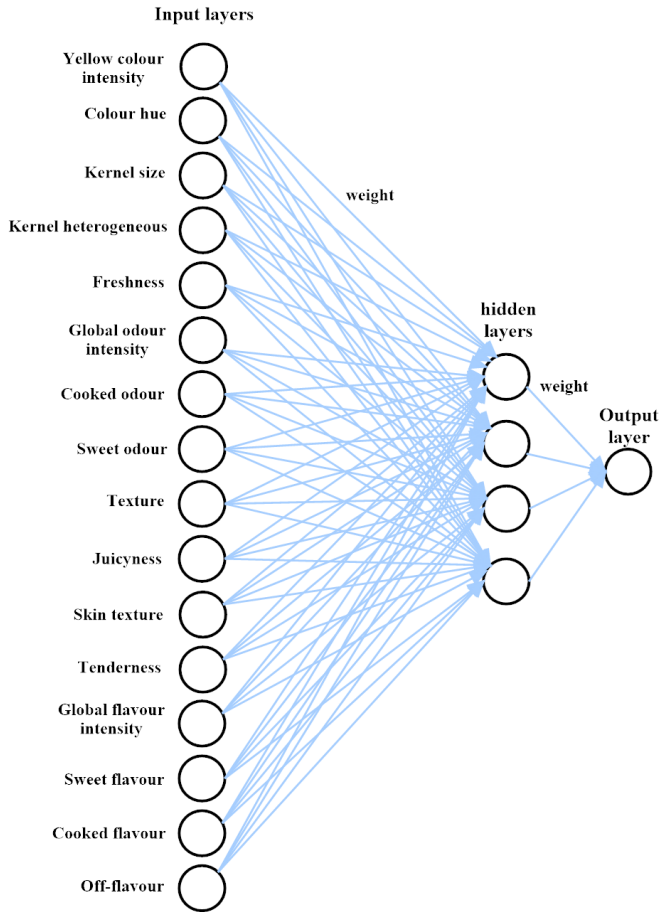 Input layers
Yellow colour
intensity
Colour hue
Kernel size
weight
Kernel heterogeneous
Freshness
hidden
layers
Global odour
intensity
Cooked odour
weight
Output
layer
Sweet odour
Texture
Juicyness
Skin texture
Tenderness
Global flavour
intensity
Sweet flavour
Cooked flavour
Off-flavour